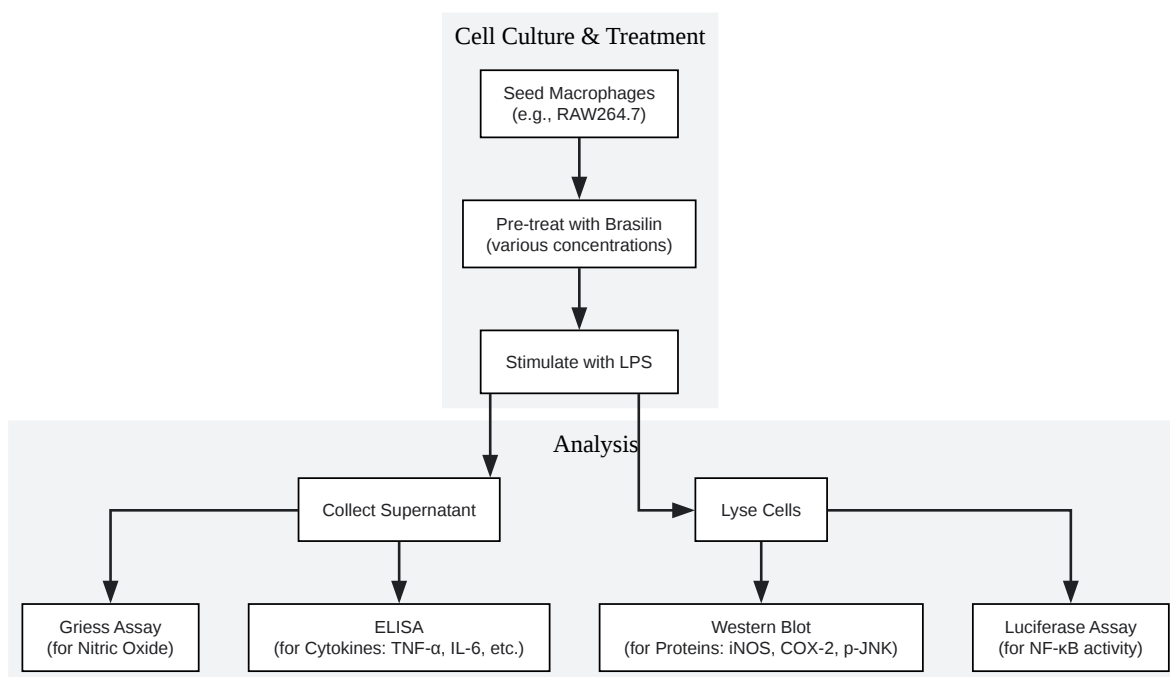 Cell Culture & Treatment
Seed Macrophages
(e.g., RAW264.7)
Pre-treat with Brasilin
(various concentrations)
Stimulate with LPS
Analysis
Collect Supernatant
Lyse Cells
Griess Assay
(for Nitric Oxide)
ELISA
(for Cytokines: TNF-α, IL-6, etc.)
Western Blot
(for Proteins: iNOS, COX-2, p-JNK)
Luciferase Assay
(for NF-κB activity)